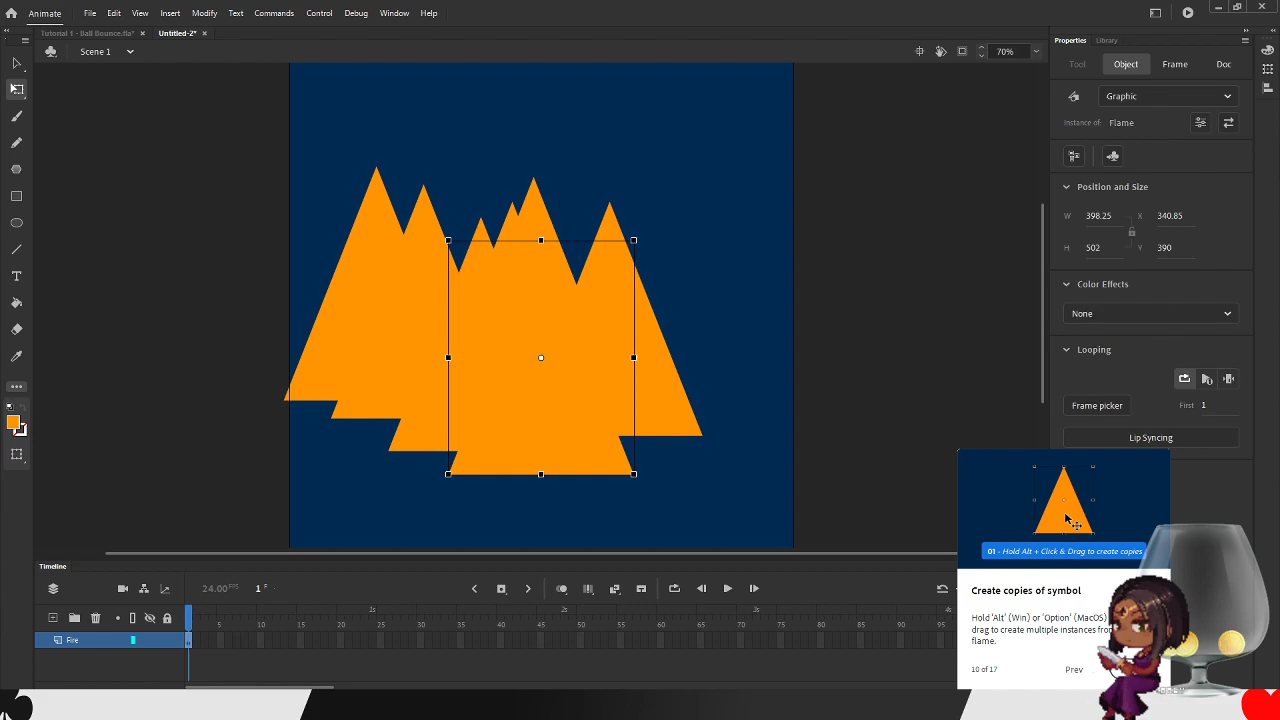 Animate File Edit View Insert Modify Text Commands Control Debug Window Help
Tutorial 1 - Ball Bounce.fla* Untitled-2*
Scene 1
70%
Properties Library
Tool Object Frame Doc
Graphic
Instance of: Flame
Position and Size
W 398.25 X 340.85
H 502 Y 390
Color Effects
None
Looping
Frame picker First 1
Lip Syncing
01 - Hold Alt + Click & Drag to create copies
Create copies of symbol
Hold 'Alt' (Win) or 'Option' (MacOS)
drag to create multiple instances from
flame.
10 of 17 Prev
Timeline
24.00 FPS 1 F
1s 2s 3s 4s
5 10 15 20 25 30 35 40 45 50 55 60 65 70 75 80 85 90 95
Fire